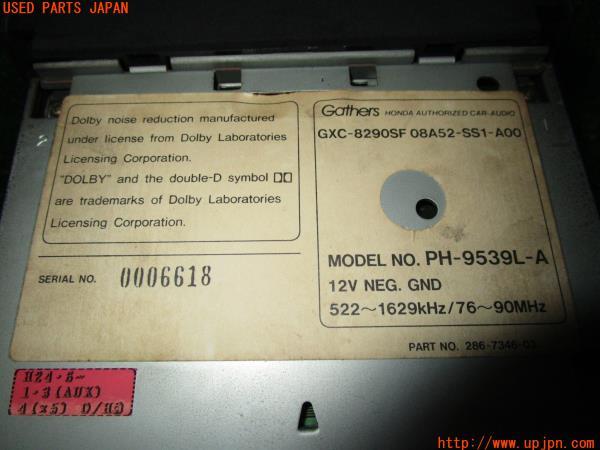 USED PARTS JAPAN
Dolby noise reduction manufactured
under license from Dolby Laboratories
Licensing Corporation.
"DOLBY" and the double-D symbol
are trademarks of Dolby Laboratories
Licensing Corporation.
SERIAL NO. 0006618
Gathers HONDA AUTHORIZED CAR-AUDIO
GXC-8290SF 08A52-SS1-A00
MODEL NO. PH-9539L-A
12V NEG. GND
522~1629kHz/76~90MHz
PART NO. 286-7346-03
1·3(AUX)
http://www.upjpn.com/